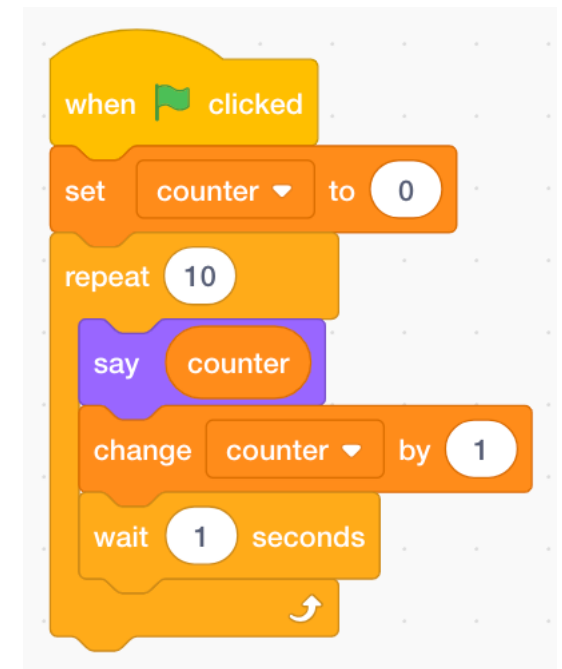 when clicked
set counter to 0
repeat 10
say counter
change counter by 1
wait 1 seconds